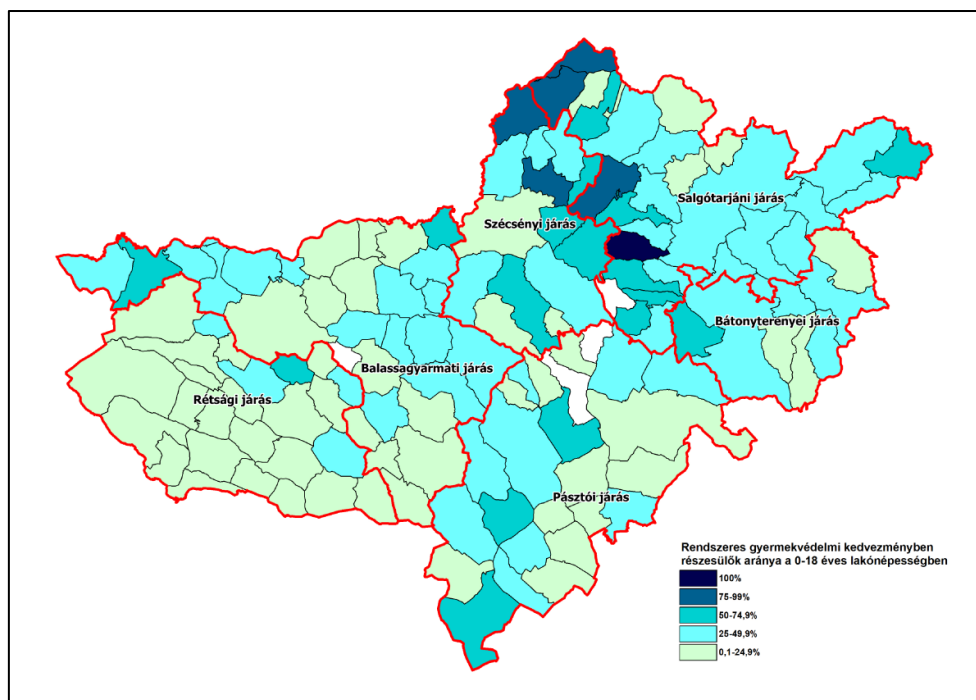 Salgótarjáni járás
Szécsényi járás
Bátonyterenyei járás
Balassagyarmati járás
Rétsági járás
Pásztói járás
Rendszeres gyermekvédelmi kedvezményben
részesülők aránya a 0-18 éves lakónépességben
100%
75-99%
50-74,9%
25-49,9%
0,1-24,9%